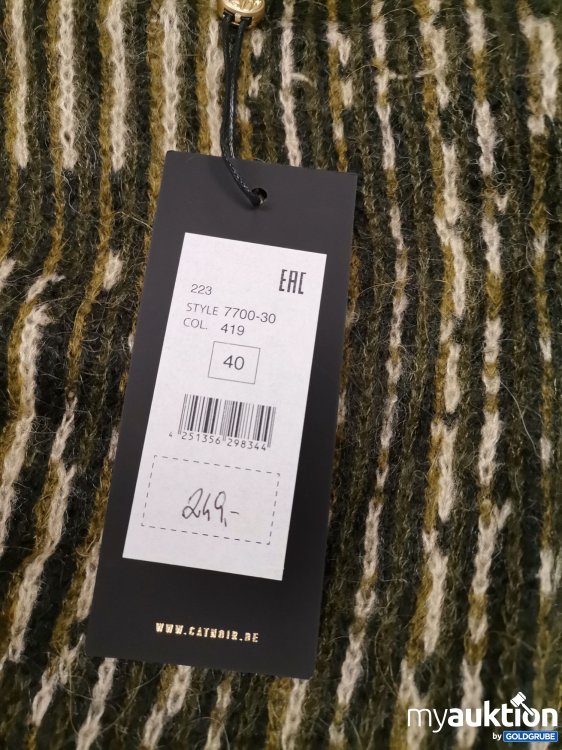 223
EAC
STYLE 7700-30
COL. 419
40
4 251356 298344
249,-
WWW.CATNOIR.DE
myauktion
by GOLDGRUBE